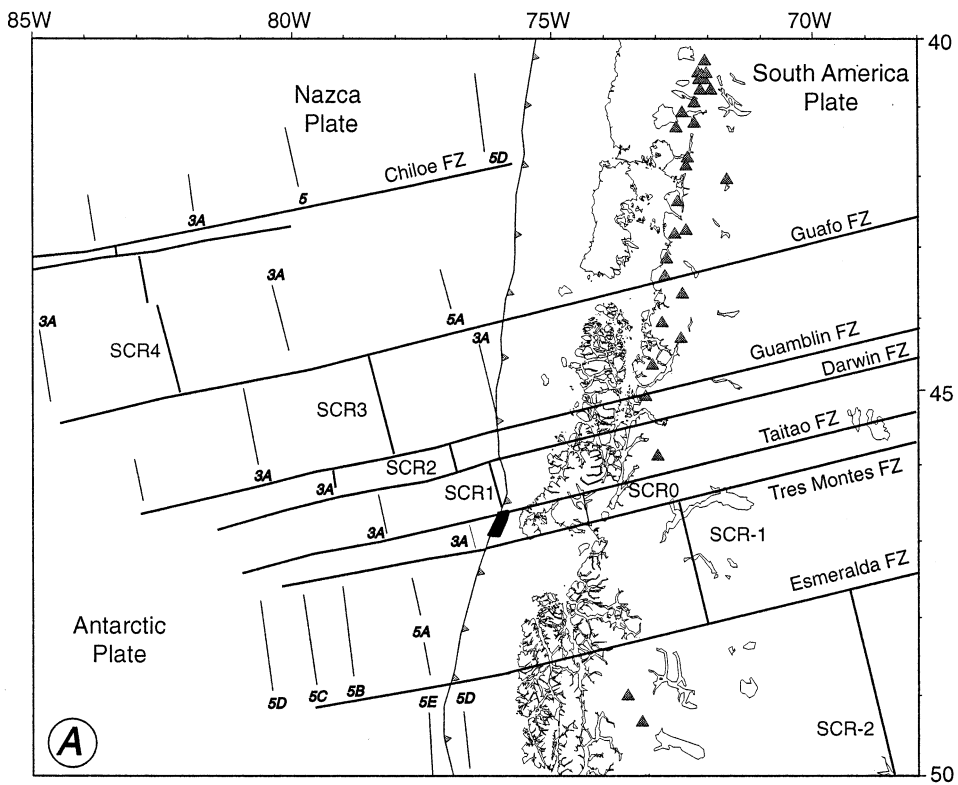 85W 80W 75W 70W
40
Nazca
Plate
South America
Plate
5D
Chiloe FZ
5
3A
Guafo FZ
3A
5A
3A
3A
SCR4
Guamblin FZ
Darwin FZ
45
SCR3
Taitao FZ
SCR2
3A
3A
SCR1
SCR0
Tres Montes FZ
3A
3A
SCR-1
Esmeralda FZ
Antarctic
Plate
5A
5D
5C
5B
5E
5D
SCR-2
A
50